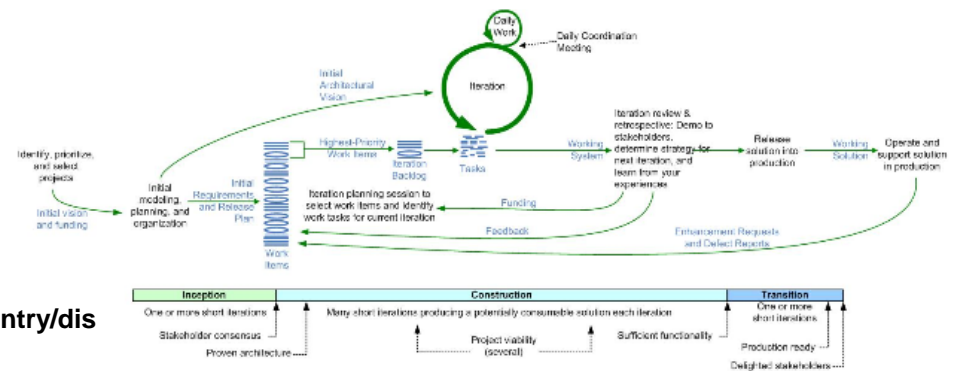 Daily
Work
Daily Coordination
Meeting
Iteration
Initial
Architectural
Vision
Identify, prioritize,
and select
projects
Initial vision
and funding
Initial
modeling,
planning, and
organization
Initial
Requirements
and Release
Plan
Work
Items
Highest-Priority
Work Items
Iteration
Backlog
Tasks
Iteration planning session to
select work items and identify
work tasks for current iteration
Working
System
Iteration review &
retrospective: Demo to
stakeholders,
determine strategy for
next iteration, and
learn from your
experiences
Funding
Feedback
Release
solution into
production
Working
Solution
Operate and
support solution
in production
Enhancement Requests
and Defect Reports
ntry/dis
Inception
Construction
Transition
One or more short iterations
Many short iterations producing a potentially consumable solution each iteration
One or more
short iterations
Stakeholder consensus
Proven architecture
Project viability
(several)
Sufficient functionality
Production ready
Delighted stakeholders